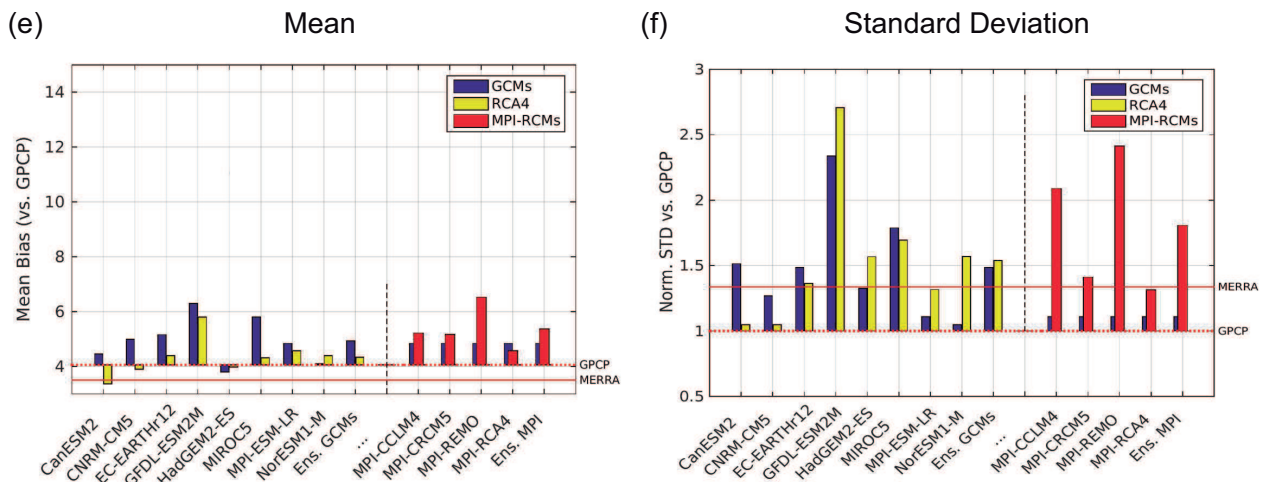 (e) Mean
Mean Bias (vs. GPCP)
14
12
10
8
6
4
GCMs
RCA4
MPI-RCMs
GPCP
MERRA
CanESM2
CNRM-CM5
EC-EARTHr12
GFDL-ESM2M
HadGEM2-ES
MIROC5
MPI-ESM-LR
NorESM1-M
Ens. GCMs
...
MPI-CCLM4
MPI-CRCM5
MPI-REMO
MPI-RCA4
Ens. MPI
(f) Standard Deviation
Norm. STD vs. GPCP
3
2.5
2
1.5
1
0.5
GCMs
RCA4
MPI-RCMs
MERRA
GPCP
CanESM2
CNRM-CM5
EC-EARTHr12
GFDL-ESM2M
HadGEM2-ES
MIROC5
MPI-ESM-LR
NorESM1-M
Ens. GCMs
...
MPI-CCLM4
MPI-CRCM5
MPI-REMO
MPI-RCA4
Ens. MPI